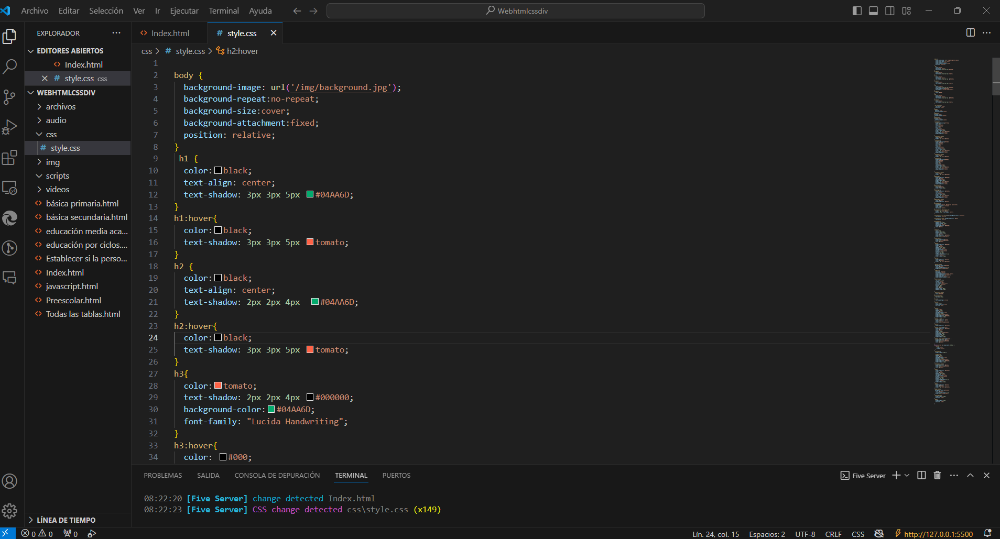 Archivo Editar Selección Ver Ir Ejecutar Terminal Ayuda
Webhtmlcssdiv
EXPLORADOR
EDITORES ABIERTOS
Index.html
style.css css
WEBHTMLCSSDIV
archivos
audio
css
style.css
img
scripts
videos
básica primaria.html
básica secundaria.html
educación media aca...
educación por ciclos....
Establecer si la perso...
Index.html
javascript.html
Preescolar.html
Todas las tablas.html
LÍNEA DE TIEMPO
Index.html
# style.css
css > # style.css > h2:hover
1
2 body {
3 background-image: url('/img/background.jpg');
4 background-repeat:no-repeat;
5 background-size:cover;
6 background-attachment:fixed;
7 position: relative;
8 }
9 h1 {
10 color:black;
11 text-align: center;
12 text-shadow: 3px 3px 5px #04AA6D;
13 }
14 h1:hover{
15 color:black;
16 text-shadow: 3px 3px 5px tomato;
17 }
18 h2 {
19 color:black;
20 text-align: center;
21 text-shadow: 2px 2px 4px #04AA6D;
22 }
23 h2:hover{
24 color:black;
25 text-shadow: 3px 3px 5px tomato;
26 }
27 h3{
28 color:tomato;
29 text-shadow: 2px 2px 4px #000000;
30 background-color:#04AA6D;
31 font-family: "Lucida Handwriting";
32 }
33 h3:hover{
34 color: #000;
PROBLEMAS SALIDA CONSOLA DE DEPURACIÓN TERMINAL PUERTOS
Five Server
08:22:20 [Five Server] change detected Index.html
08:22:23 [Five Server] CSS change detected css\style.css (x149)
0 0 0
Lín. 24, col. 15 Espacios: 2 UTF-8 CRLF CSS http://127.0.0.1:5500